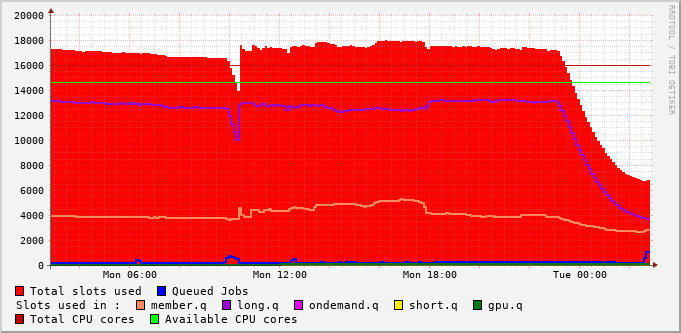 20000
18000
16000
14000
12000
10000
8000
6000
4000
2000
0
Mon 06:00 Mon 12:00 Mon 18:00 Tue 00:00
RRDTOOL / TOBI OETIKER
Total slots used Queued Jobs
Slots used in : member.q long.q ondemand.q short.q gpu.q
Total CPU cores Available CPU cores